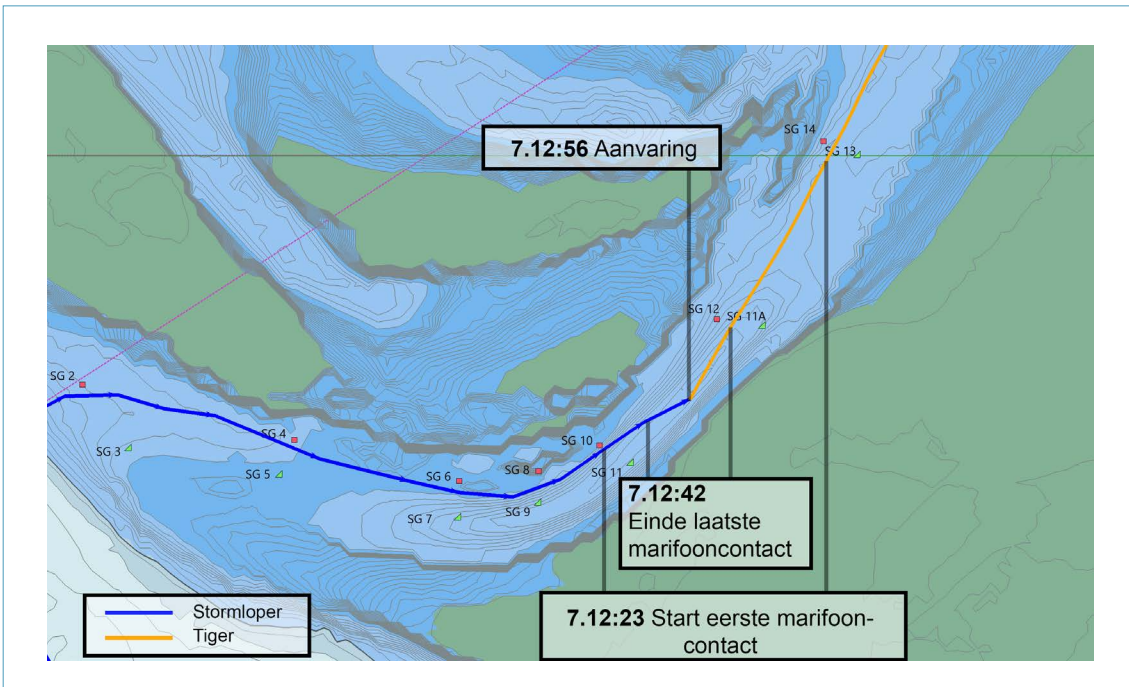 SG 14
7.12:56 Aanvaring
SG 13
SG 12
SG 11A
SG 2
SG 4
SG 10
SG 3
SG 8
SG 6
SG 11
SG 5
7.12:42
Einde laatste
marifooncontact
SG 9
SG 7
Stormloper
7.12:23 Start eerste marifoon-
contact
Tiger